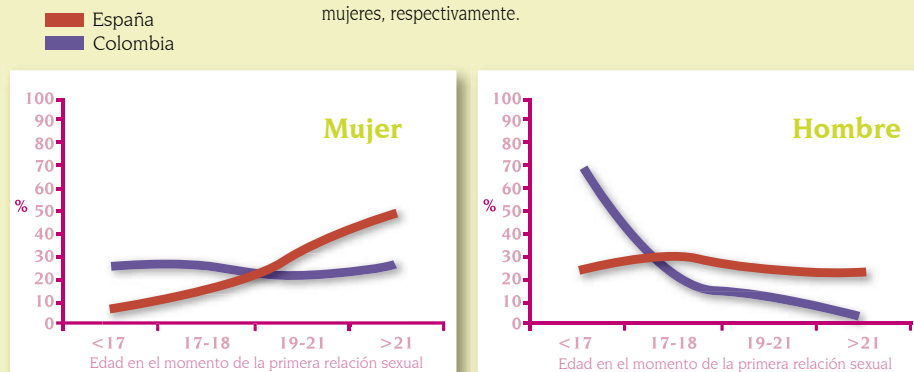 mujeres, respectivamente.
España
Colombia
Mujer
100
90
80
70
60
50
40
30
20
10
0
%
<17 17-18 19-21 >21
Edad en el momento de la primera relación sexual
Hombre
100
90
80
70
60
50
40
30
20
10
0
%
<17 17-18 19-21 >21
Edad en el momento de la primera relación sexual